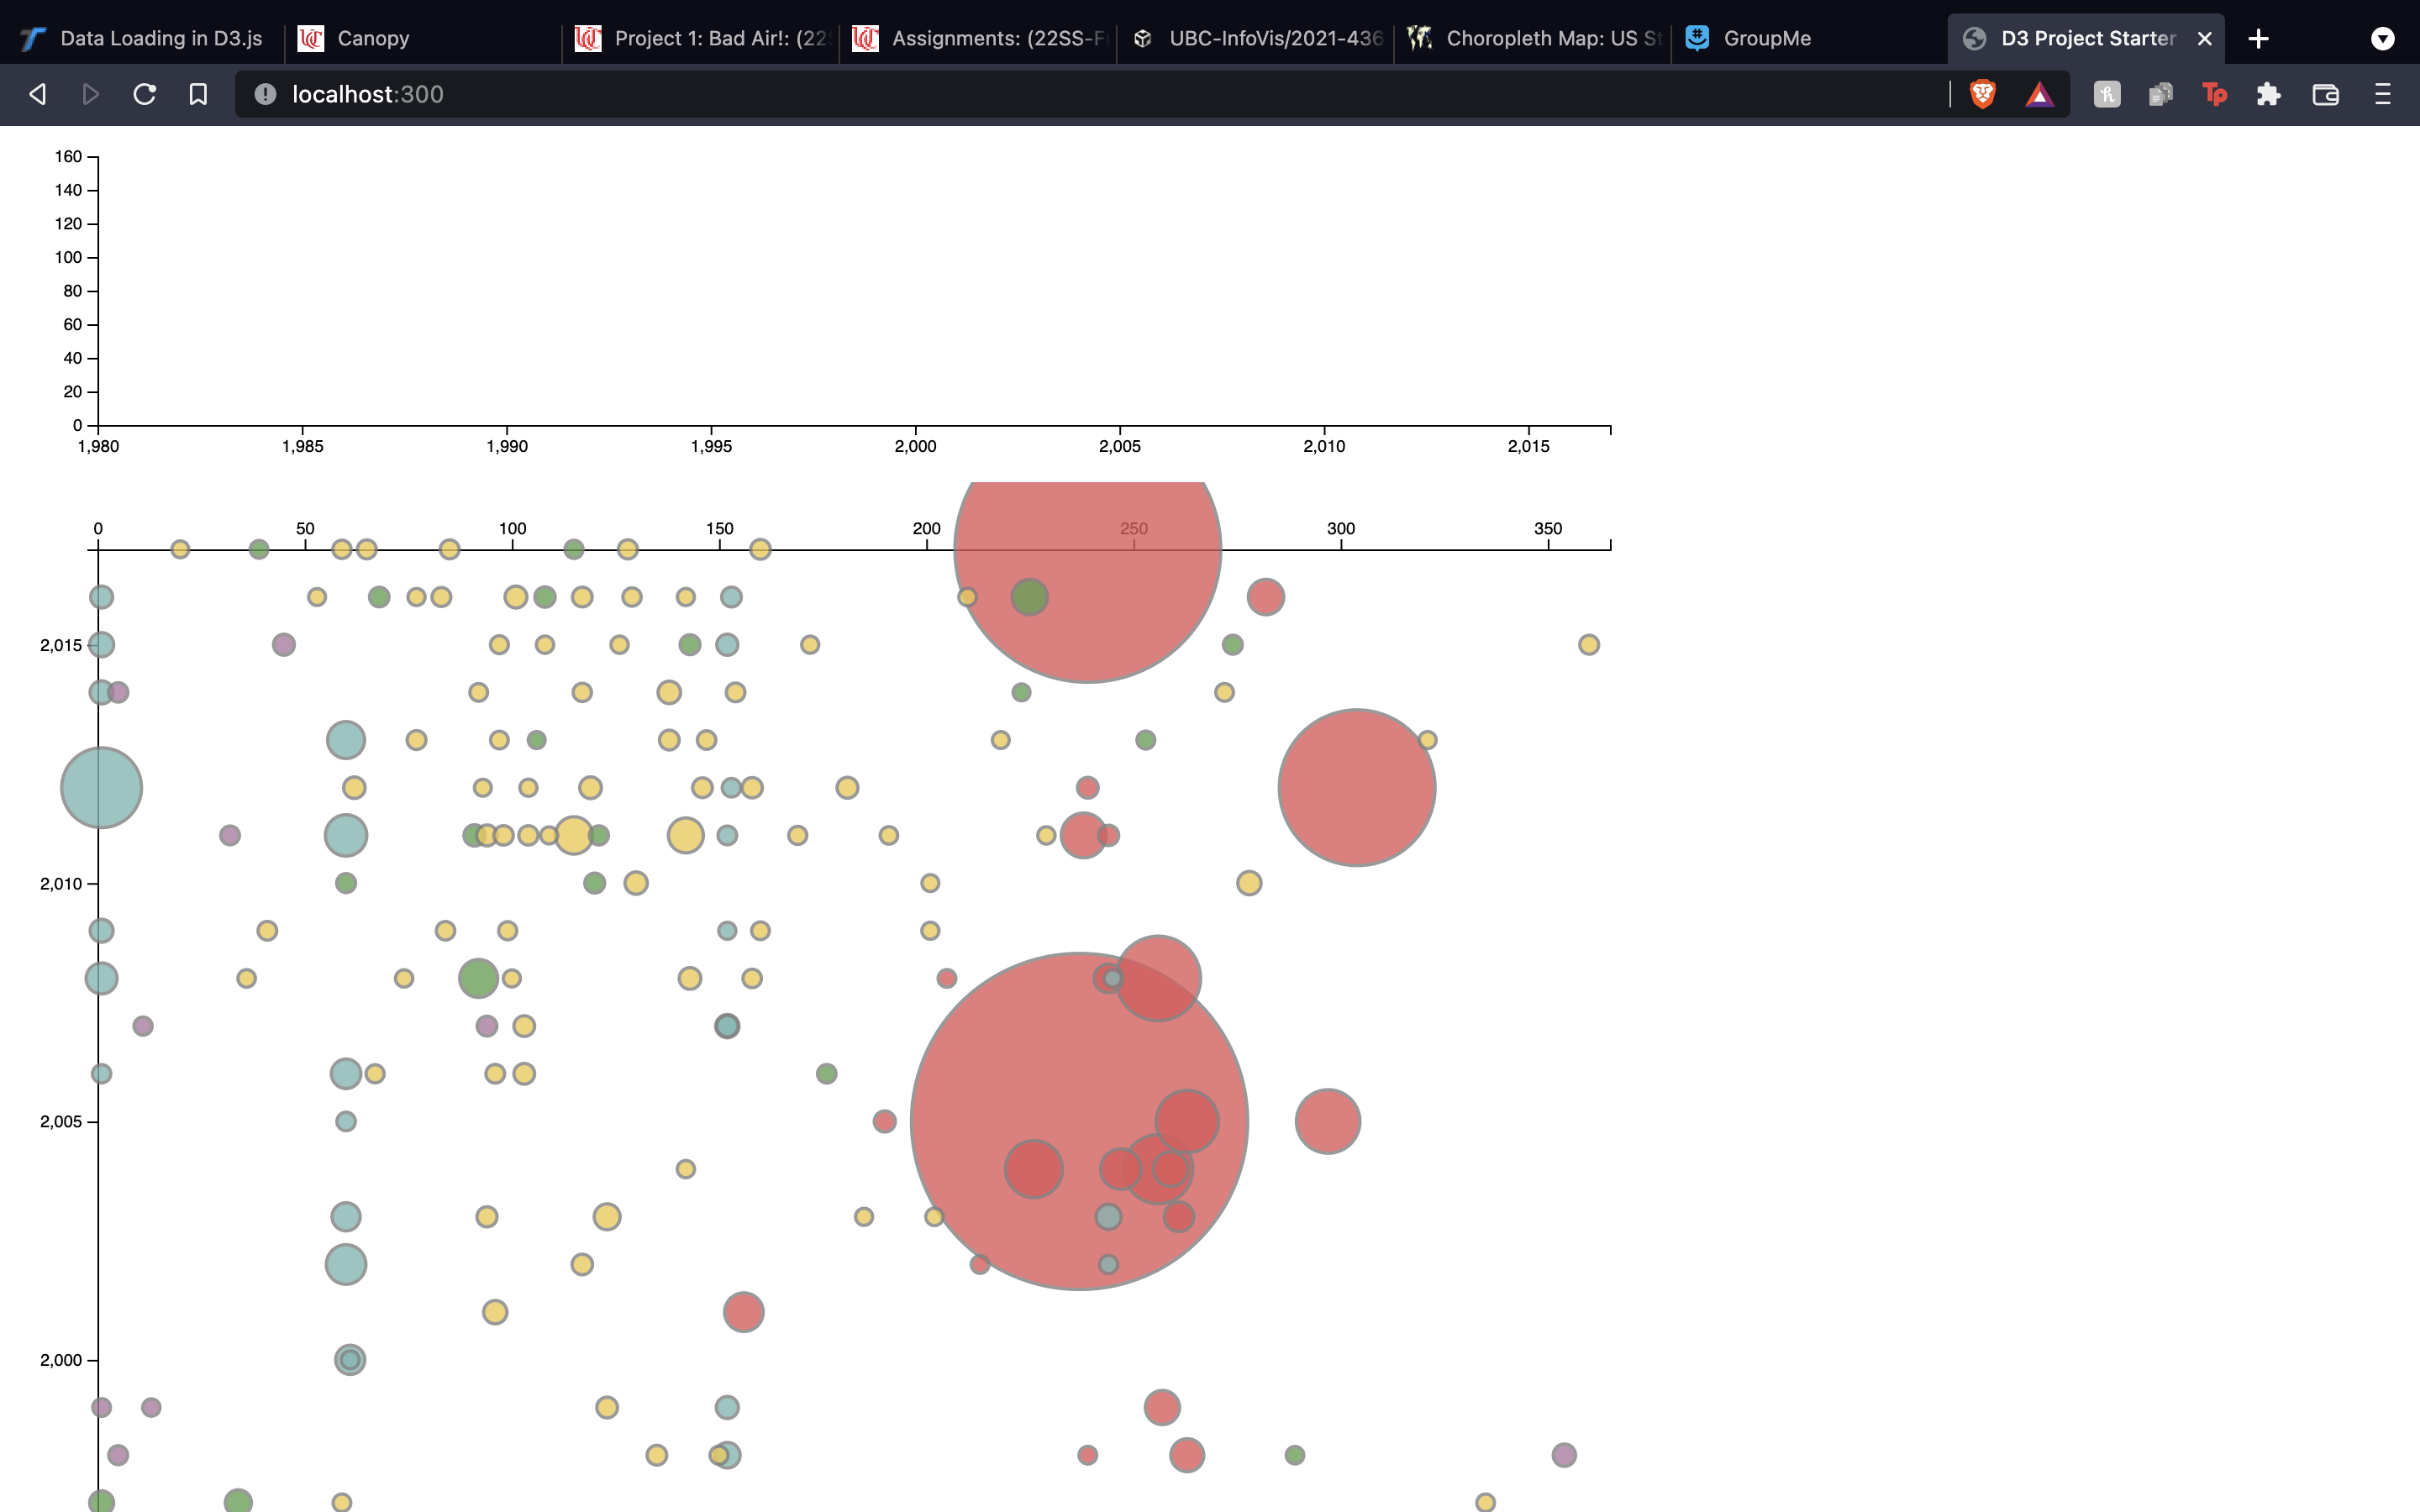 Data Loading in D3.js
Canopy
Project 1: Bad Air!: (22S
Assignments: (22SS-F
UBC-InfoVis/2021-436
Choropleth Map: US St
GroupMe
D3 Project Starter
localhost:300
Tp
160
140
120
100
80
60
40
20
0
1,980 1,985 1,990 1,995 2,000 2,005 2,010 2,015
0 50 100 150 200 250 300 350
2,015
2,010
2,005
2,000